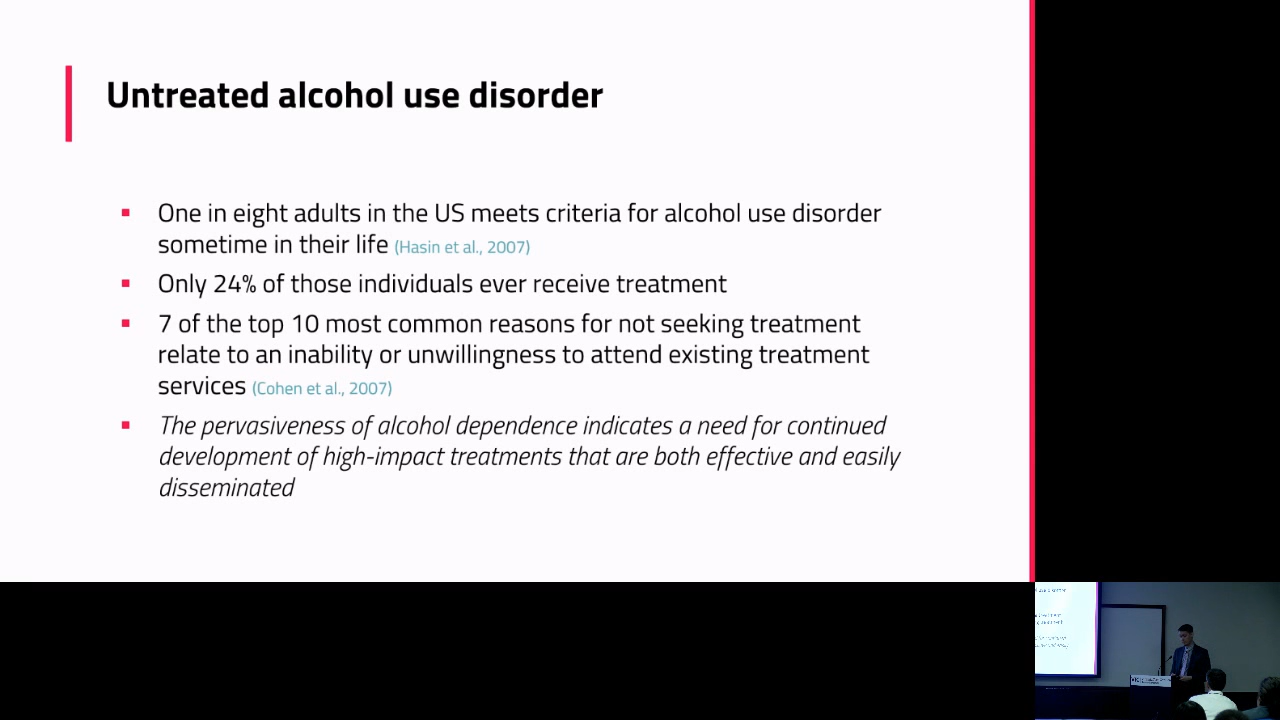 Untreated alcohol use disorder
One in eight adults in the US meets criteria for alcohol use disorder
sometime in their life (Hasin et al., 2007)
Only 24% of those individuals ever receive treatment
7 of the top 10 most common reasons for not seeking treatment
relate to an inability or unwillingness to attend existing treatment
services (Cohen et al., 2007)
The pervasiveness of alcohol dependence indicates a need for continued
development of high-impact treatments that are both effective and easily
disseminated